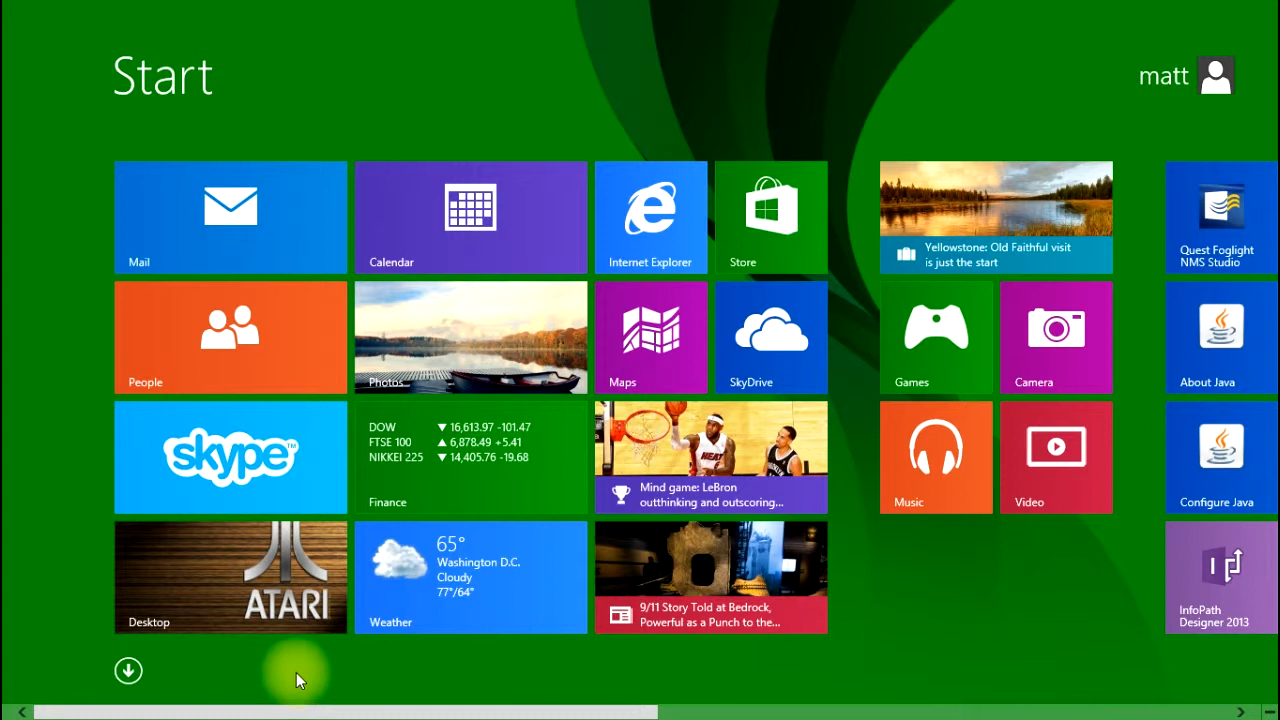 Start
matt
Mail
Calendar
Internet Explorer
Store
Yellowstone: Old Faithful visit
is just the start
Quest Foglight
NMS Studio
People
Photos
Maps
SkyDrive
Games
Camera
About Java
skype™
DOW ▼ 16,613.97 -101.47
FTSE 100 ▲ 6,878.49 +5.41
NIKKEI 225 ▼ 14,405.76 -19.68
Finance
HEAT
Mind game: LeBron
outthinking and outscoring...
Music
Video
Configure Java
ATARI
Desktop
65°
Washington D.C.
Cloudy
77°/64°
Weather
9/11 Story Told at Bedrock,
Powerful as a Punch to the...
InfoPath
Designer 2013